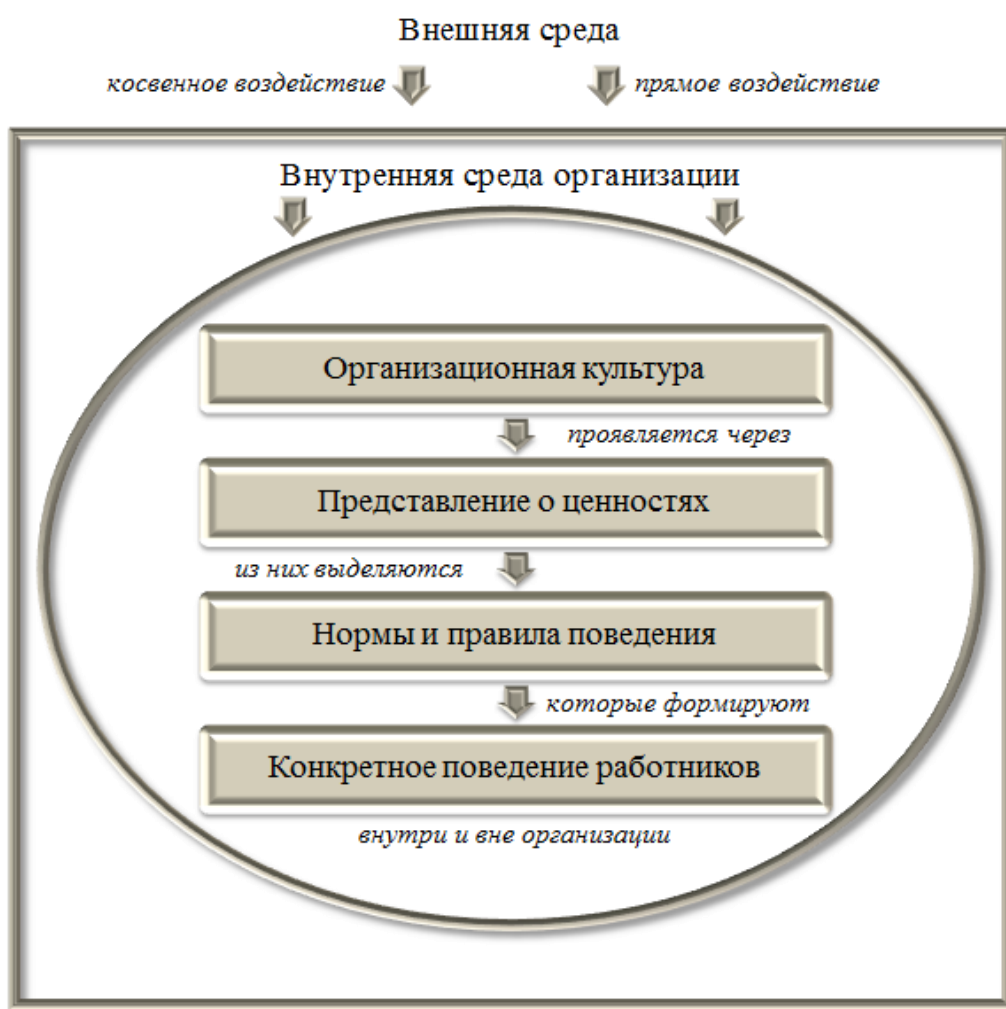 Внешняя среда
косвенное воздействие
прямое воздействие
Внутренняя среда организации
Организационная культура
проявляется через
Представление о ценностях
из них выделяются
Нормы и правила поведения
которые формируют
Конкретное поведение работников
внутри и вне организации